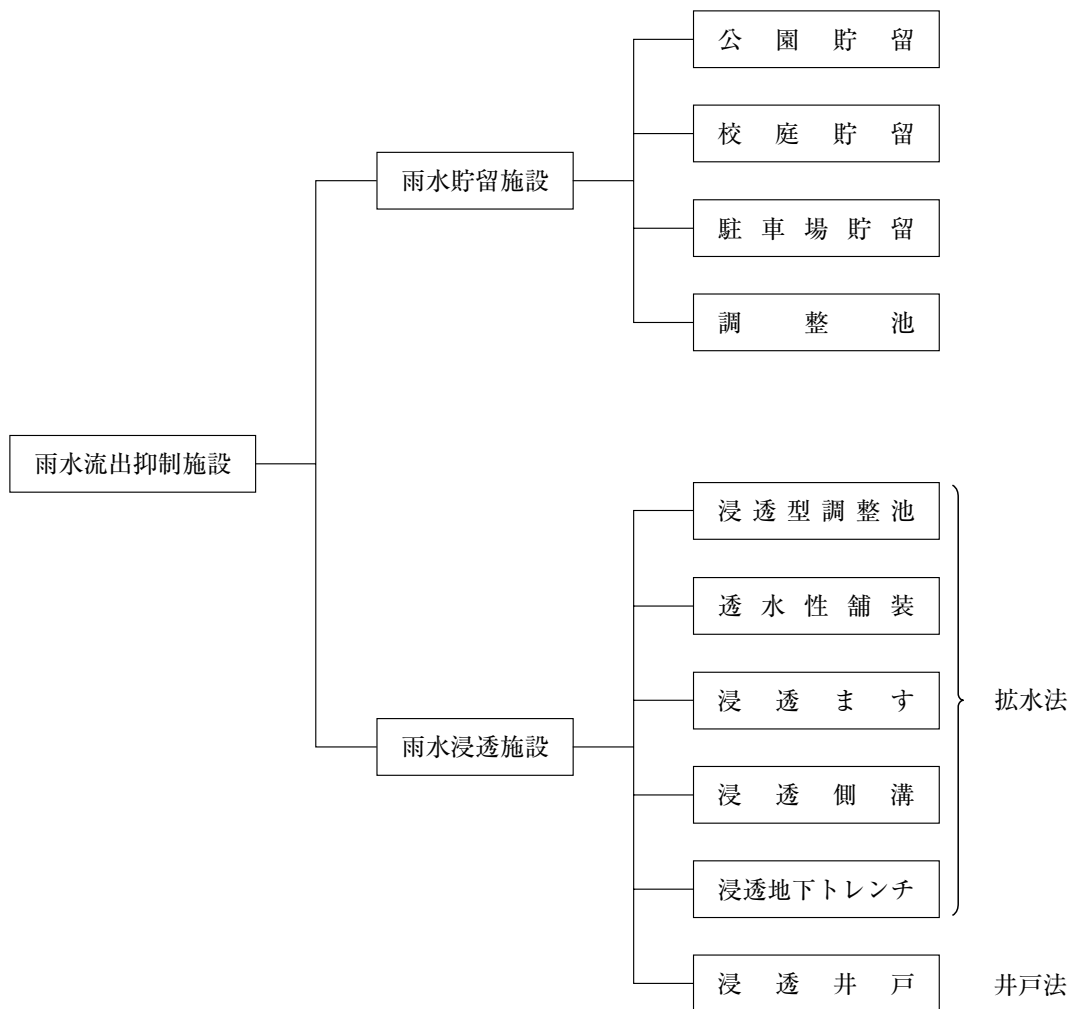 公園貯留
校庭貯留
雨水貯留施設
駐車場貯留
調整池
雨水流出抑制施設
浸透型調整池
透水性舗装
浸透ます
拡水法
雨水浸透施設
浸透側溝
浸透地下トレンチ
浸透井戸
井戸法